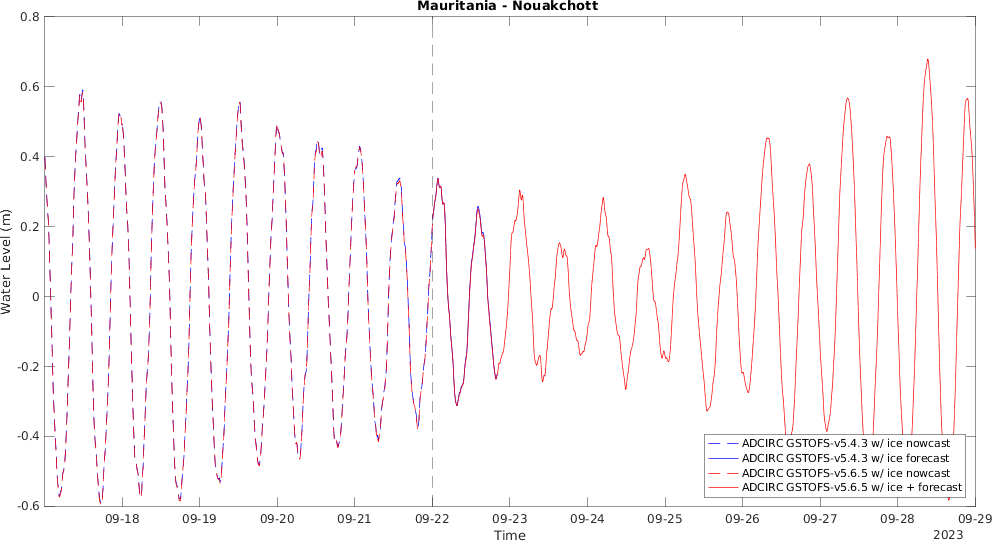 Mauritania - Nouakchott
0.8
0.6
0.4
0.2
0
-0.2
-0.4
-0.6
Water Level (m)
ADCIRC GSTOFS-v5.4.3 w/ ice nowcast
ADCIRC GSTOFS-v5.4.3 w/ ice forecast
ADCIRC GSTOFS-v5.6.5 w/ ice nowcast
ADCIRC GSTOFS-v5.6.5 w/ ice + forecast
09-18 09-19 09-20 09-21 09-22 09-23 09-24 09-25 09-26 09-27 09-28 09-29
Time
2023